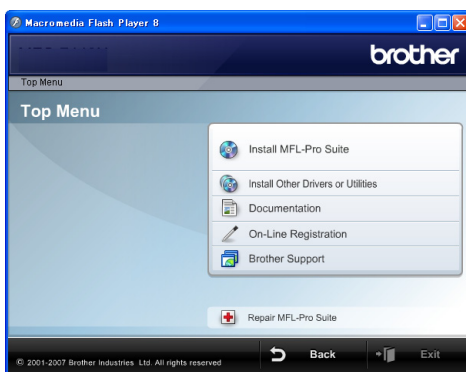 Macromedia Flash Player 8
brother
Top Menu
Top Menu
Install MFL-Pro Suite
Install Other Drivers or Utilities
Documentation
On-Line Registration
Brother Support
Repair MFL-Pro Suite
© 2001-2007 Brother Industries Ltd. All rights reserved
Back
Exit